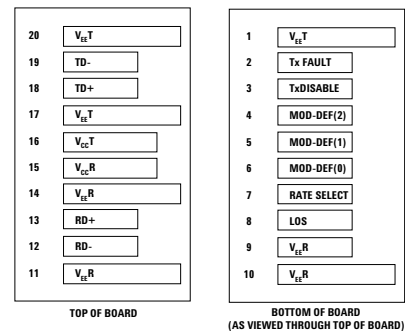 20 VEET
19 TD-
18 TD+
17 VEET
16 VCCT
15 VCCR
14 VEER
13 RD+
12 RD-
11 VEER
TOP OF BOARD
1 VEET
2 Tx FAULT
3 TxDISABLE
4 MOD-DEF(2)
5 MOD-DEF(1)
6 MOD-DEF(0)
7 RATE SELECT
8 LOS
9 VEER
10 VEER
BOTTOM OF BOARD
(AS VIEWED THROUGH TOP OF BOARD)